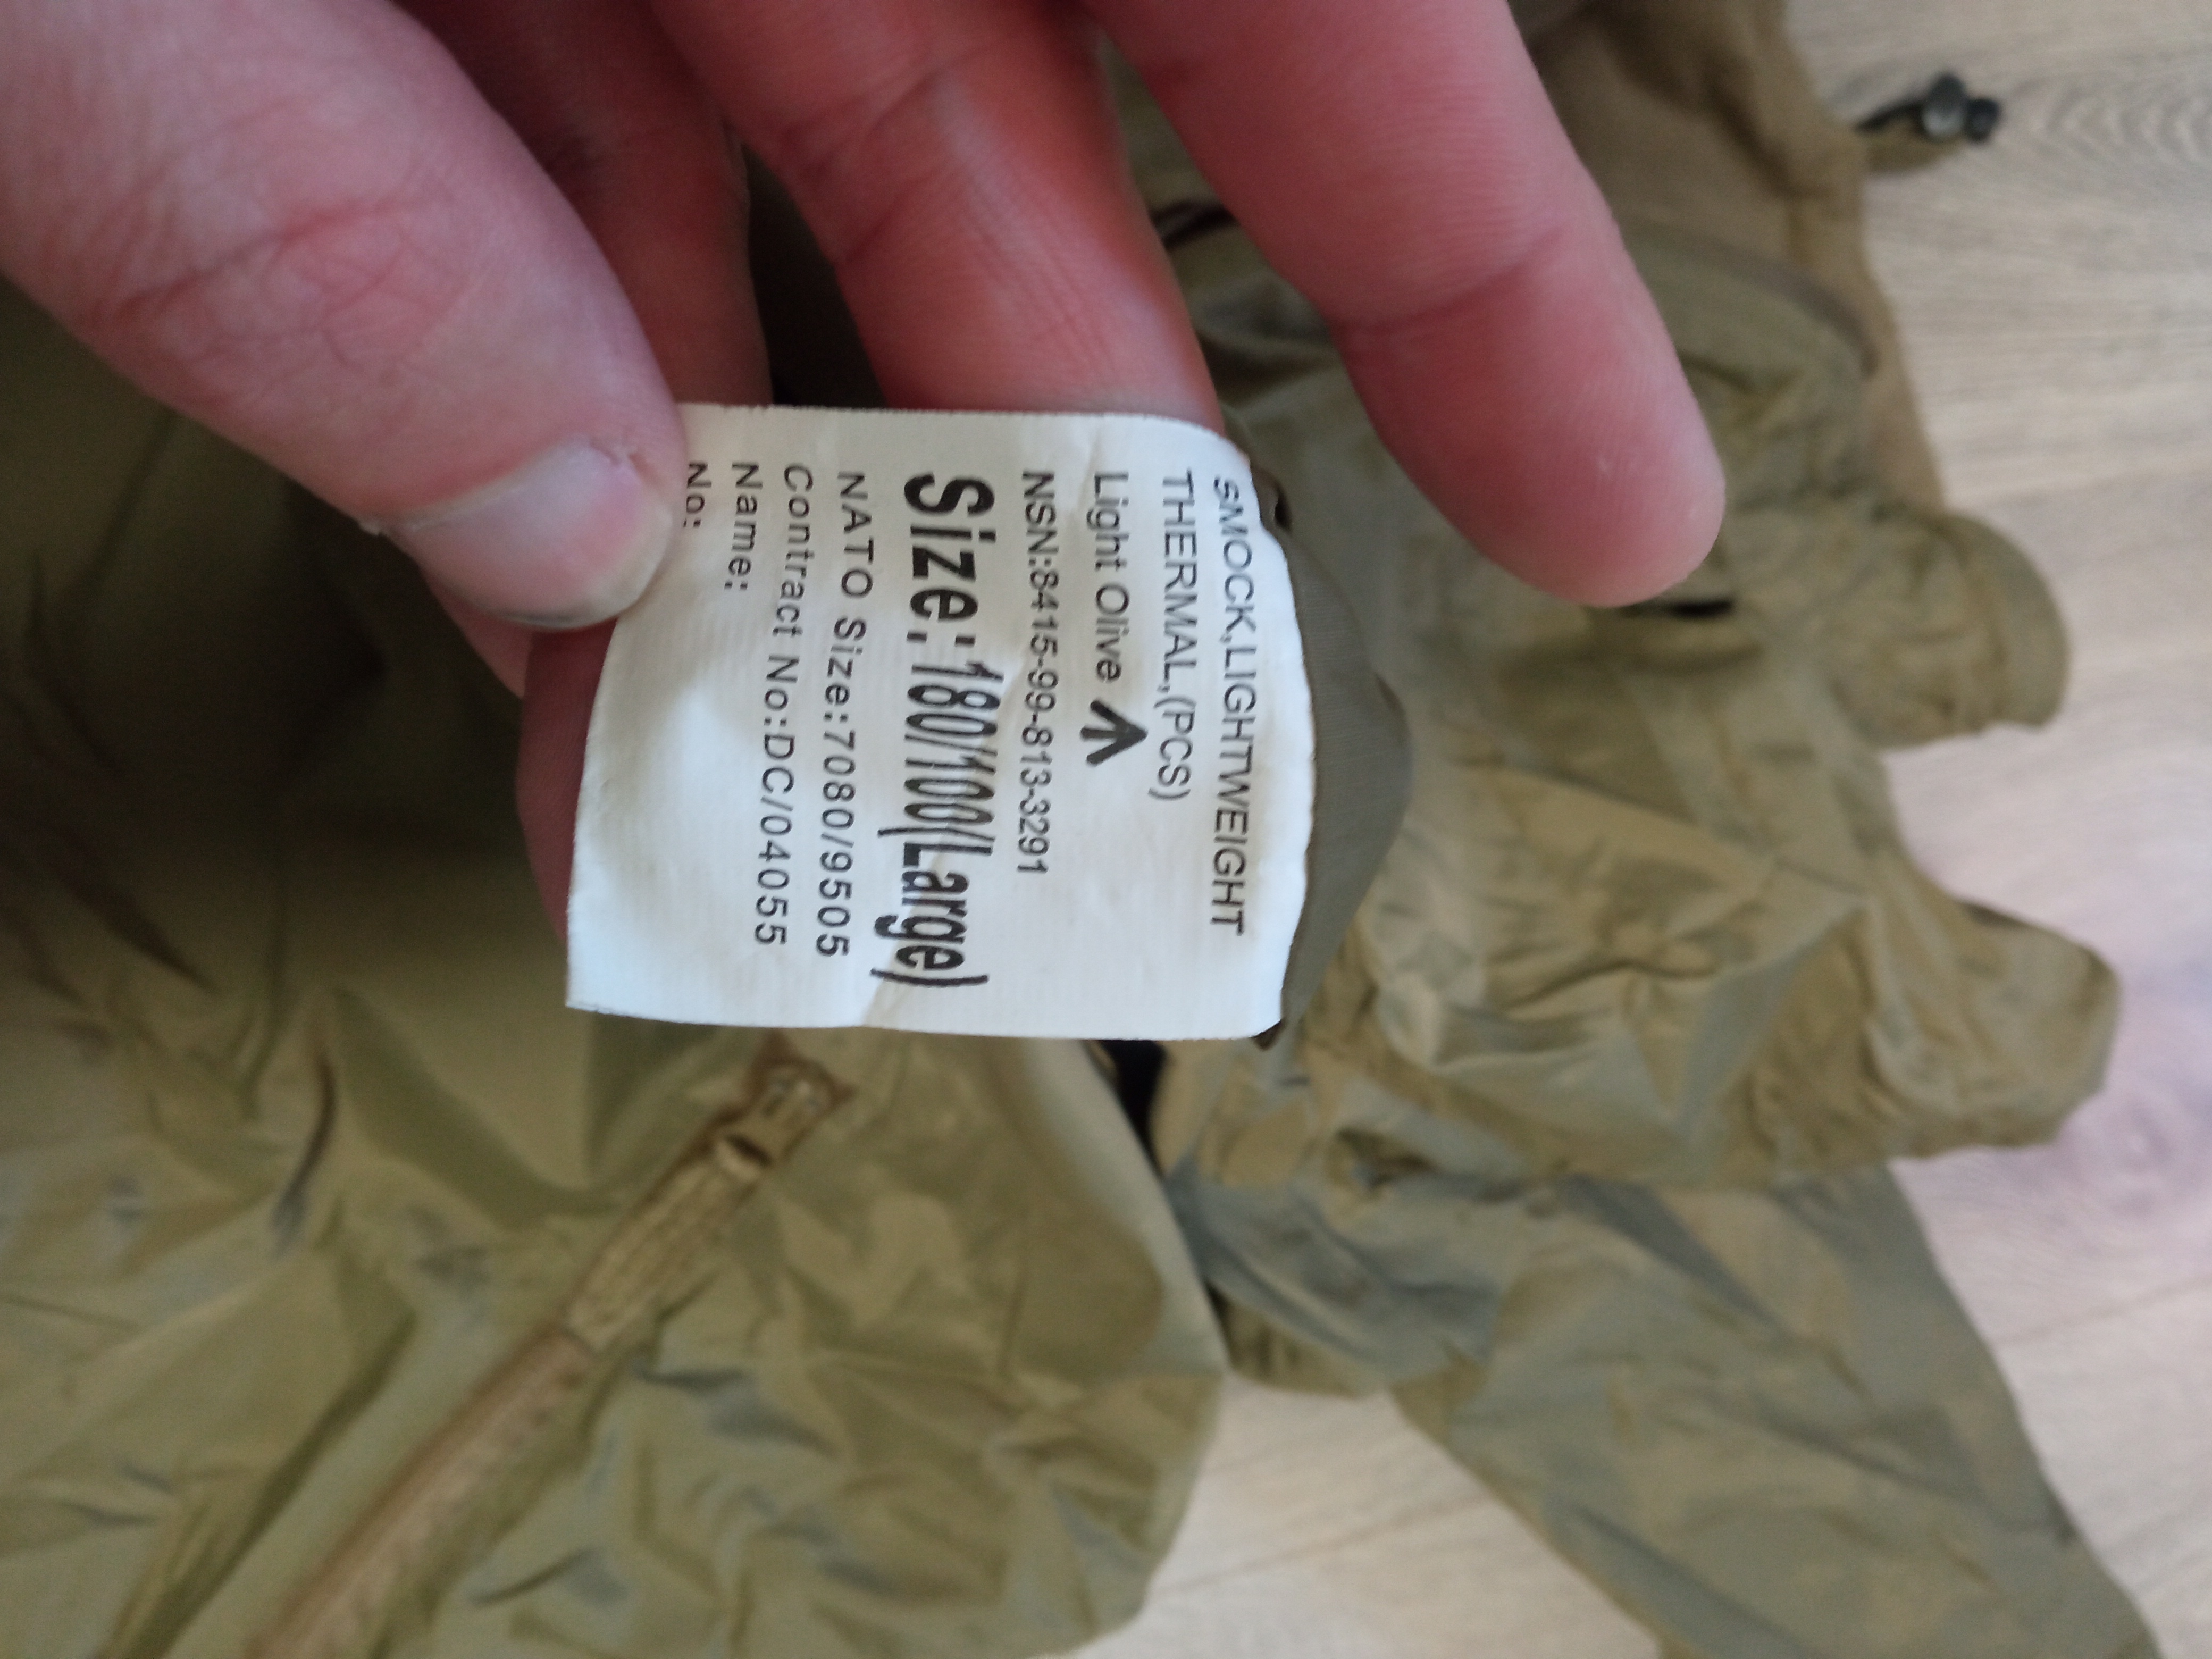 SMOCK,LIGHTWEIGHT
THERMAL,(PCS)
Light Olive
NSN:8415-99-813-3291
Size:180/100(Large)
NATO Size:7080/9505
Contract No:DC/04055
Name:
No: